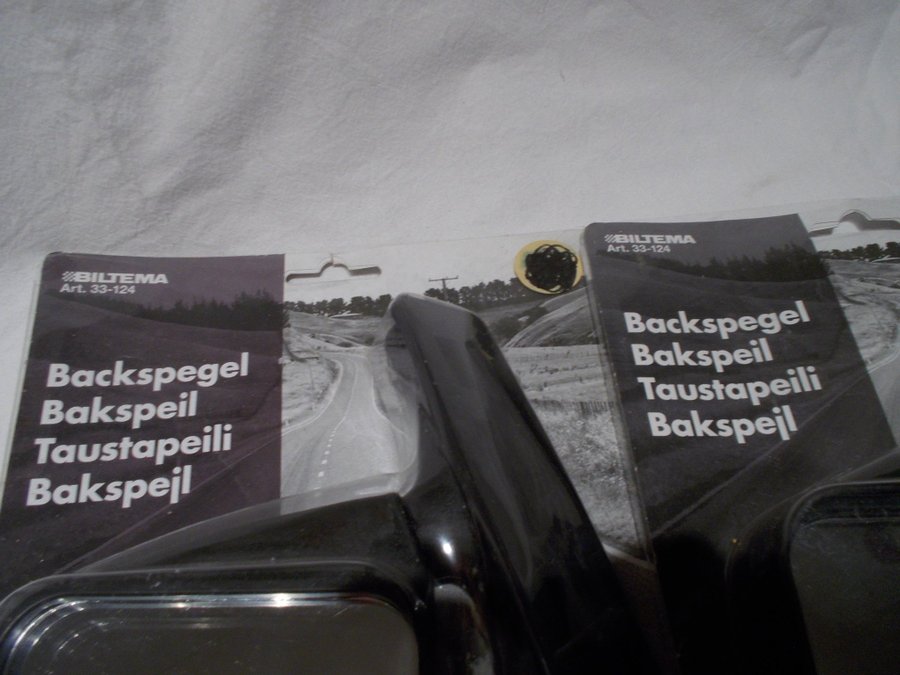 BILTEMA
Art. 33-124
Backspegel
Bakspeil
Taustapeili
Bakspejl
BILTEMA
Art. 33-124
Backspegel
Bakspeil
Taustapeili
Bakspejl